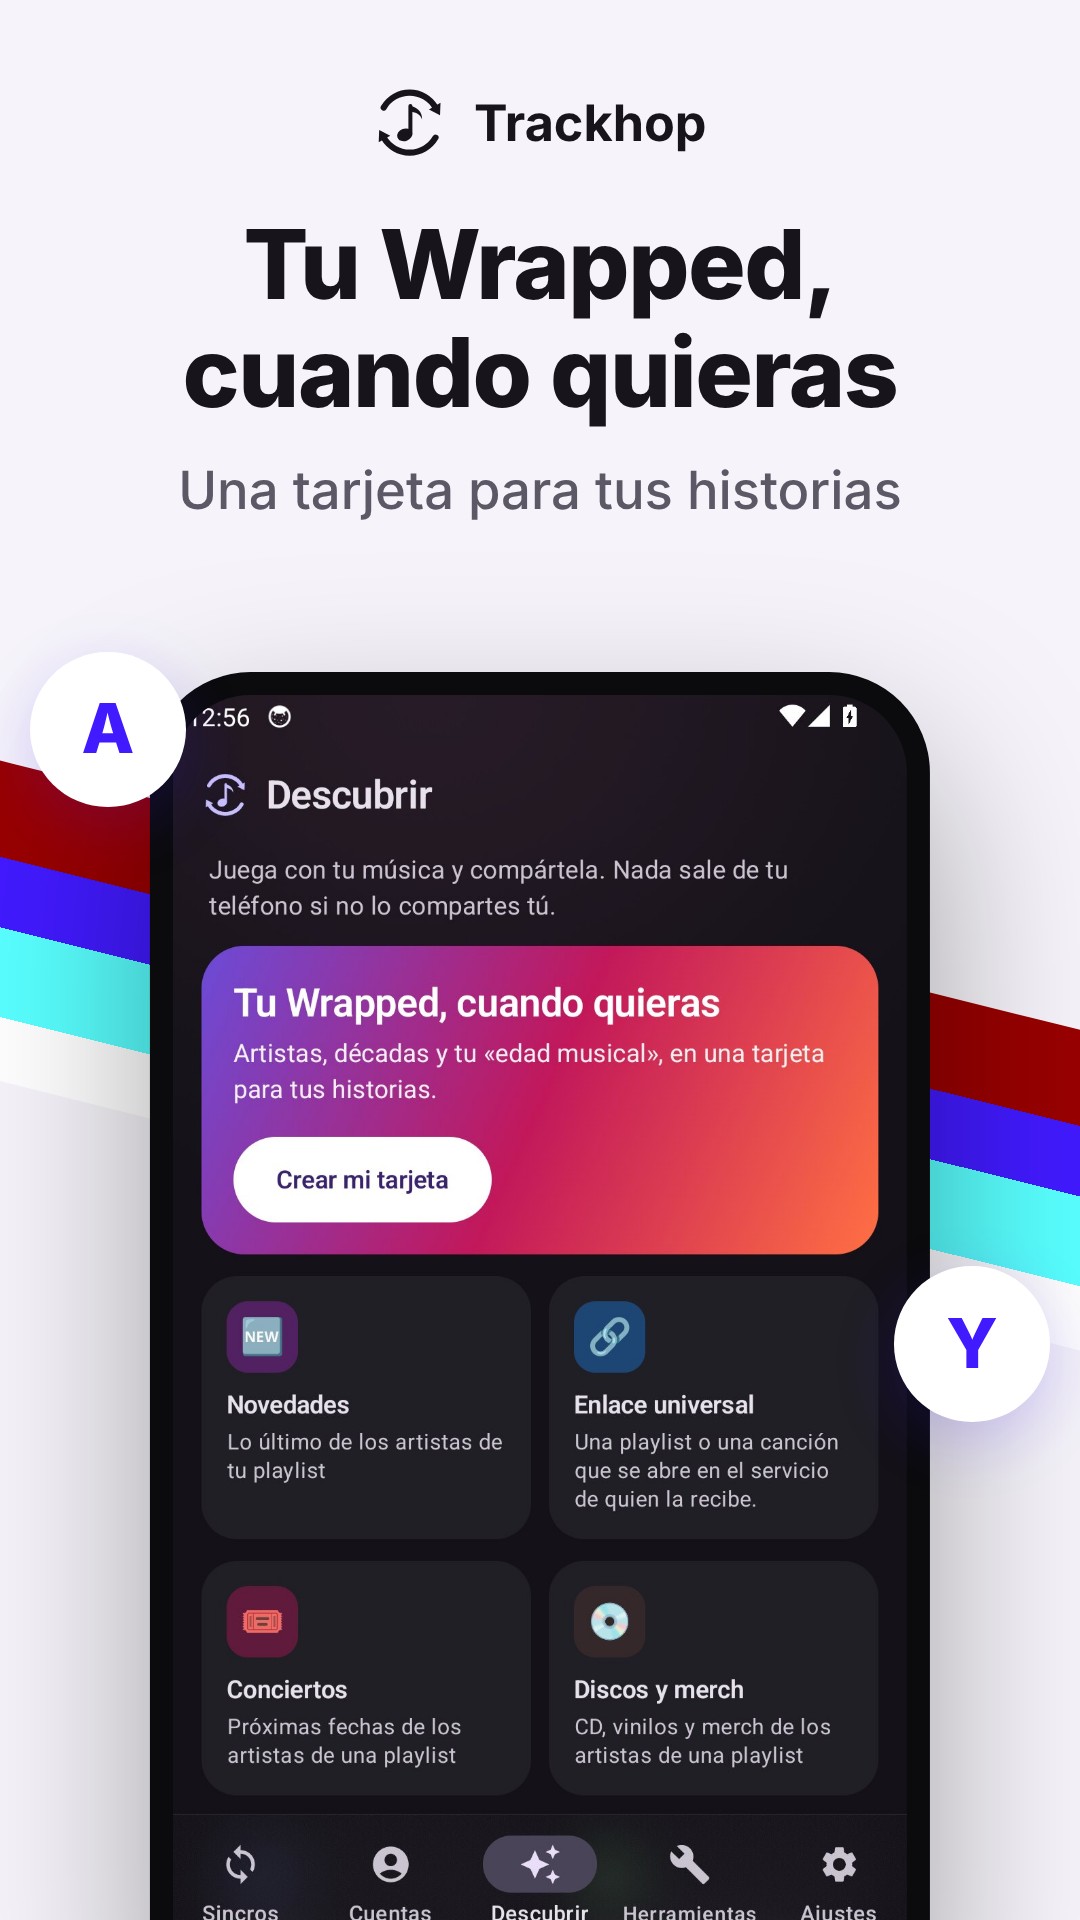 Trackhop
Tu Wrapped,
cuando quieras
Una tarjeta para tus historias
A
12:56
Descubrir
Juega con tu música y compártela. Nada sale de tu
teléfono si no lo compartes tú.
Tu Wrapped, cuando quieras
Artistas, décadas y tu «edad musical», en una tarjeta
para tus historias.
Crear mi tarjeta
Y
NEW
Novedades
Lo último de los artistas de
tu playlist
Enlace universal
Una playlist o una canción
que se abre en el servicio
de quien la recibe.
Conciertos
Próximas fechas de los
artistas de una playlist
Discos y merch
CD, vinilos y merch de los
artistas de una playlist
Sincros Cuentas Descubrir Herramientas Ajustes